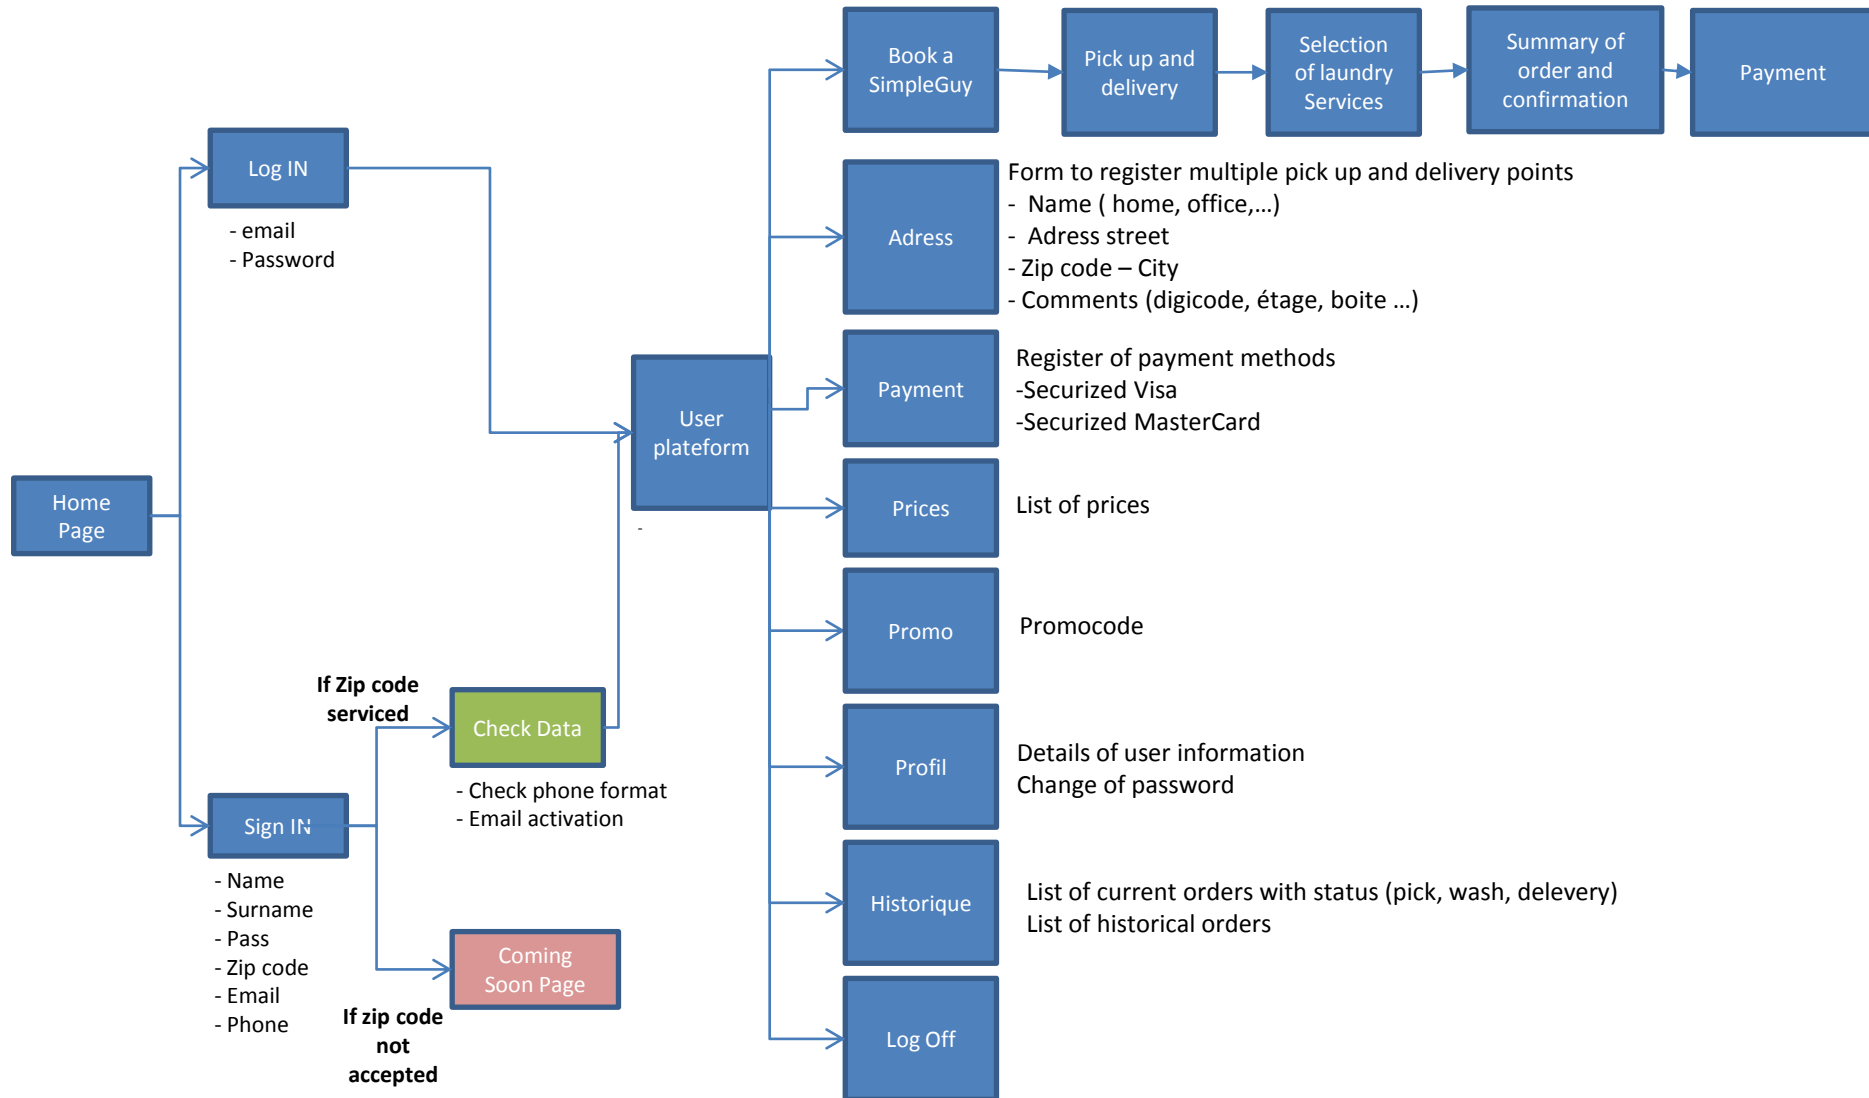 Book a
SimpleGuy
Pick up and
delivery
Selection
of laundry
Services
Summary of
order and
confirmation
Payment
Log IN
- email
- Password
Adress
Form to register multiple pick up and delivery points
- Name ( home, office,...)
- Adress street
- Zip code – City
- Comments (digicode, étage, boite ...)
Payment
Register of payment methods
-Securized Visa
-Securized MasterCard
User
plateform
-
Home
Page
Prices
List of prices
Promo
Promocode
If Zip code
serviced
Check Data
- Check phone format
- Email activation
Profil
Details of user information
Change of password
Sign IN
- Name
- Surname
- Pass
- Zip code
- Email
- Phone
Historique
List of current orders with status (pick, wash, delevery)
List of historical orders
Coming
Soon Page
If zip code
not
accepted
Log Off